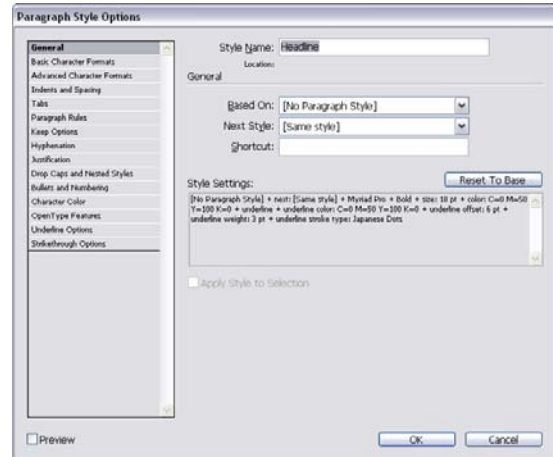 Paragraph Style Options
General
Basic Character Formats
Advanced Character Formats
Indents and Spacing
Tabs
Paragraph Rules
Keep Options
Hyphenation
Justification
Drop Caps and Nested Styles
Bullets and Numbering
Character Color
OpenType Features
Underline Options
Strikethrough Options
Style Name: Headline
Location:
General
Based On: [No Paragraph Style]
Next Style: [Same style]
Shortcut:
Style Settings:
Reset To Base
[No Paragraph Style] + next: [Same style] + Myriad Pro + Bold + size: 18 pt + color: C=0 M=50
Y=100 K=0 + underline + underline color: C=0 M=50 Y=100 K=0 + underline offset: 6 pt +
underline weight: 3 pt + underline stroke type: Japanese Dots
Apply Style to Selection
Preview
OK
Cancel